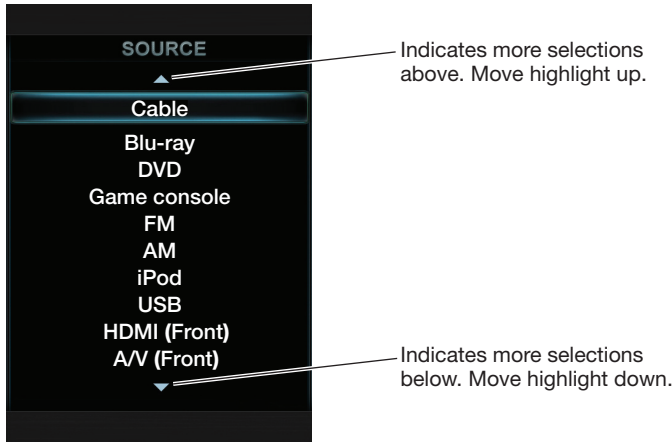 SOURCE
Indicates more selections
above. Move highlight up.
Cable
Blu-ray
DVD
Game console
FM
AM
iPod
USB
HDMI (Front)
A/V (Front)
Indicates more selections
below. Move highlight down.